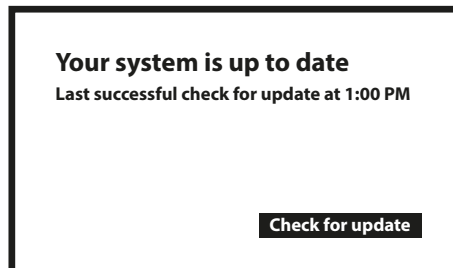 Your system is up to date
Last successful check for update at 1:00 PM
Check for update